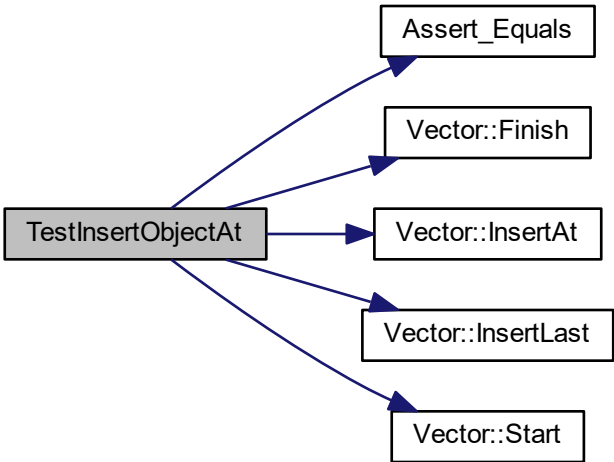 Assert_Equals
Vector::Finish
TestInsertObjectAt
Vector::InsertAt
Vector::InsertLast
Vector::Start